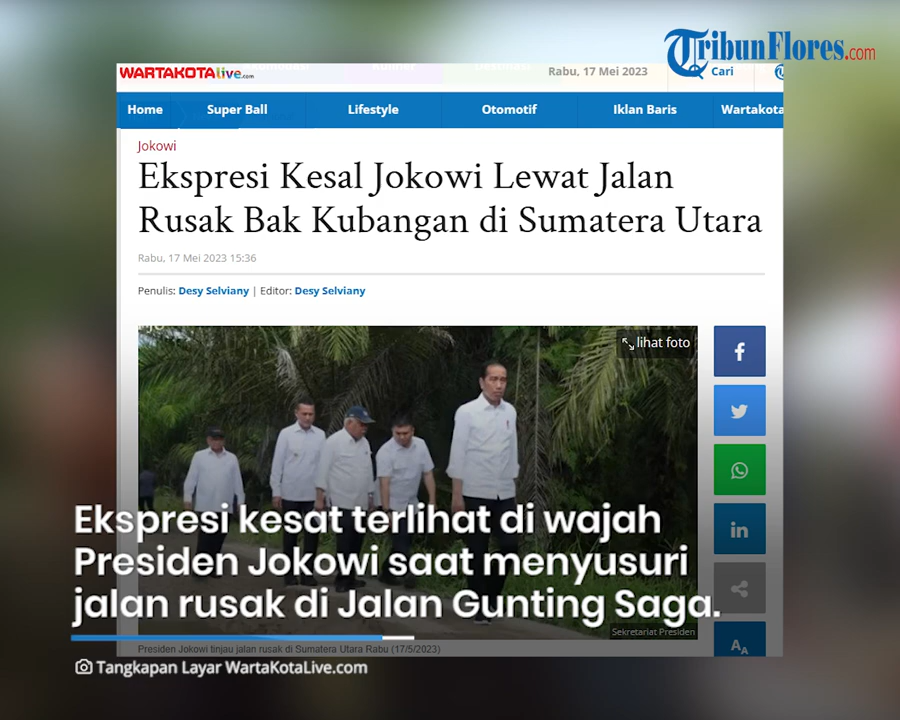 TribunFlores.com
WARTAKOTAlive.com
Rabu, 17 Mei 2023
Cari
Home Super Ball Lifestyle Otomotif Iklan Baris Wartakota
Jokowi
Ekspresi Kesal Jokowi Lewat Jalan
Rusak Bak Kubangan di Sumatera Utara
Rabu, 17 Mei 2023 15:36
Penulis: Desy Selviany | Editor: Desy Selviany
lihat foto
Ekspresi kesat terlihat di wajah
Presiden Jokowi saat menyusuri
jalan rusak di Jalan Gunting Saga.
Sekretariat Presiden
Presiden Jokowi tinjau jalan rusak di Sumatera Utara Rabu (17/5/2023)
AA
Tangkapan Layar WartaKotaLive.com